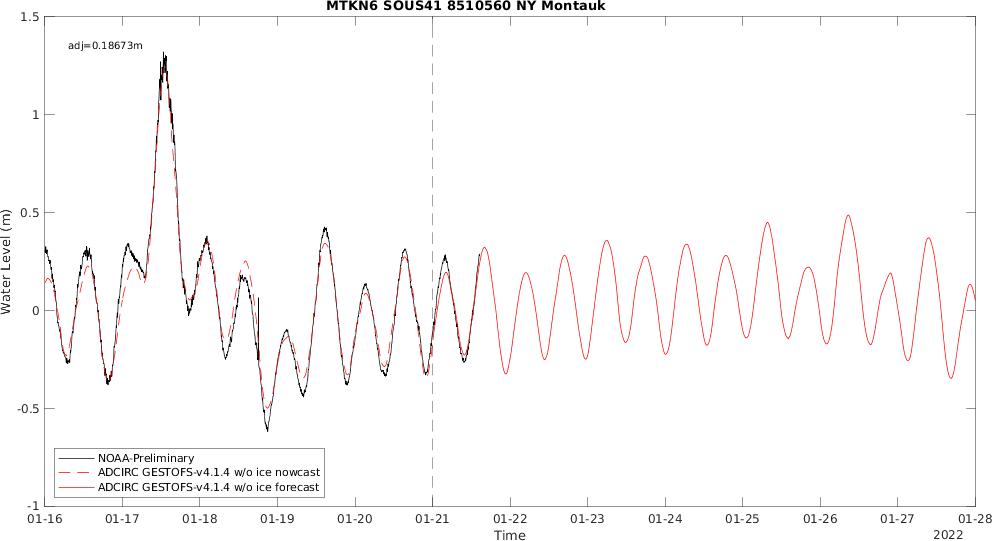 MTKN6 SOUS41 8510560 NY Montauk
adj=0.18673m
1.5
1
0.5
0
-0.5
-1
Water Level (m)
NOAA-Preliminary
ADCIRC GESTOFS-v4.1.4 w/o ice nowcast
ADCIRC GESTOFS-v4.1.4 w/o ice forecast
01-16 01-17 01-18 01-19 01-20 01-21 01-22 01-23 01-24 01-25 01-26 01-27 01-28
Time
2022